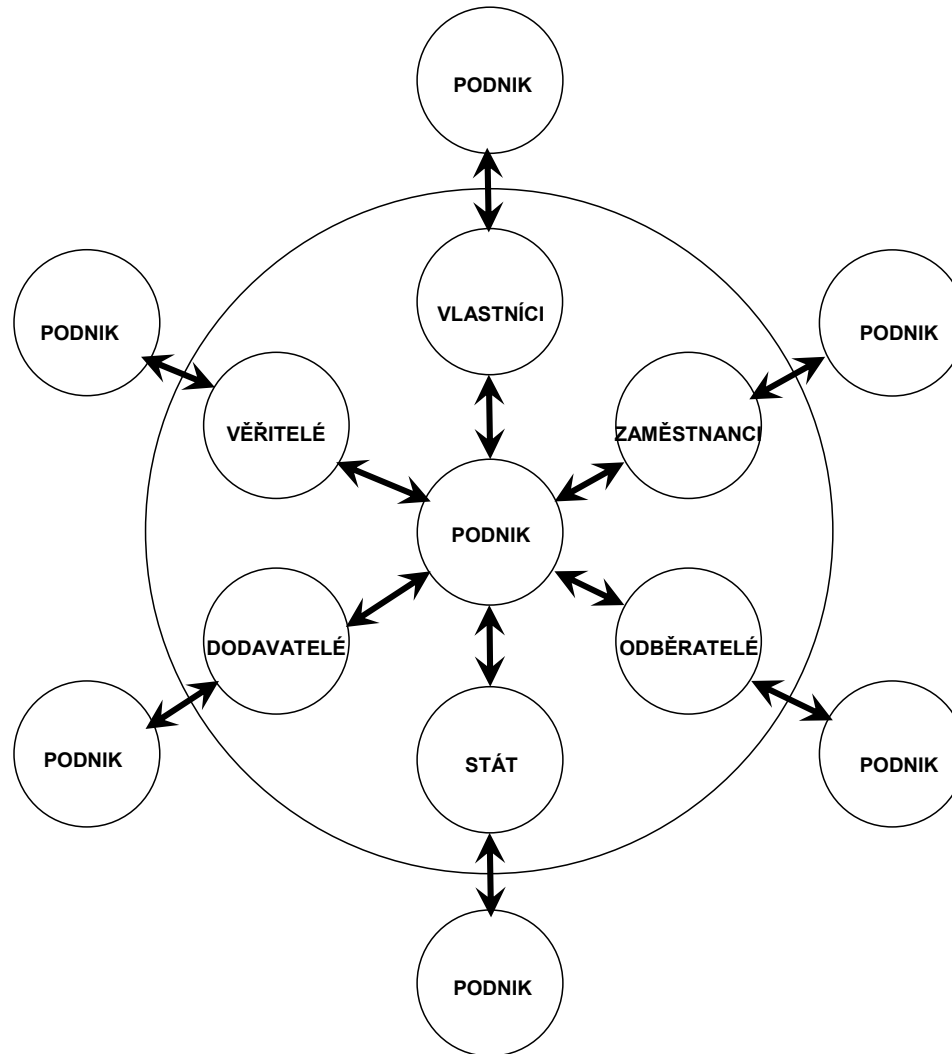 PODNIK
VLASTNÍCI
PODNIK
PODNIK
VĚŘITELÉ
ZAMĚSTNANCI
PODNIK
DODAVATELÉ
ODBĚRATELÉ
PODNIK
STÁT
PODNIK
PODNIK